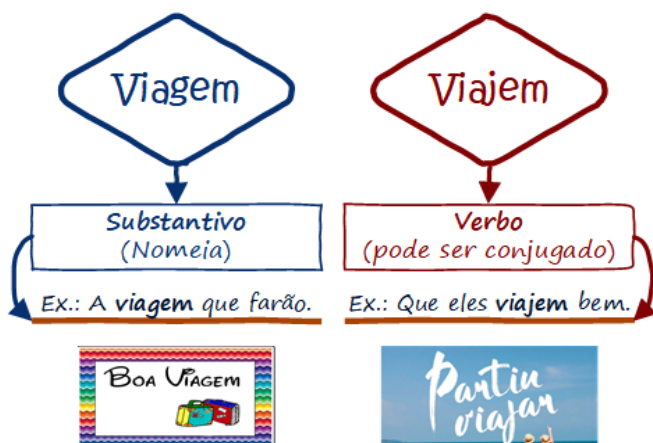 Viagem
Substantivo
(Nomeia)
Ex.: A viagem que farão.
BOA VIAGEM
Viajem
Verbo
(pode ser conjugado)
Ex.: Que eles viajem bem.
Partiu
viajar